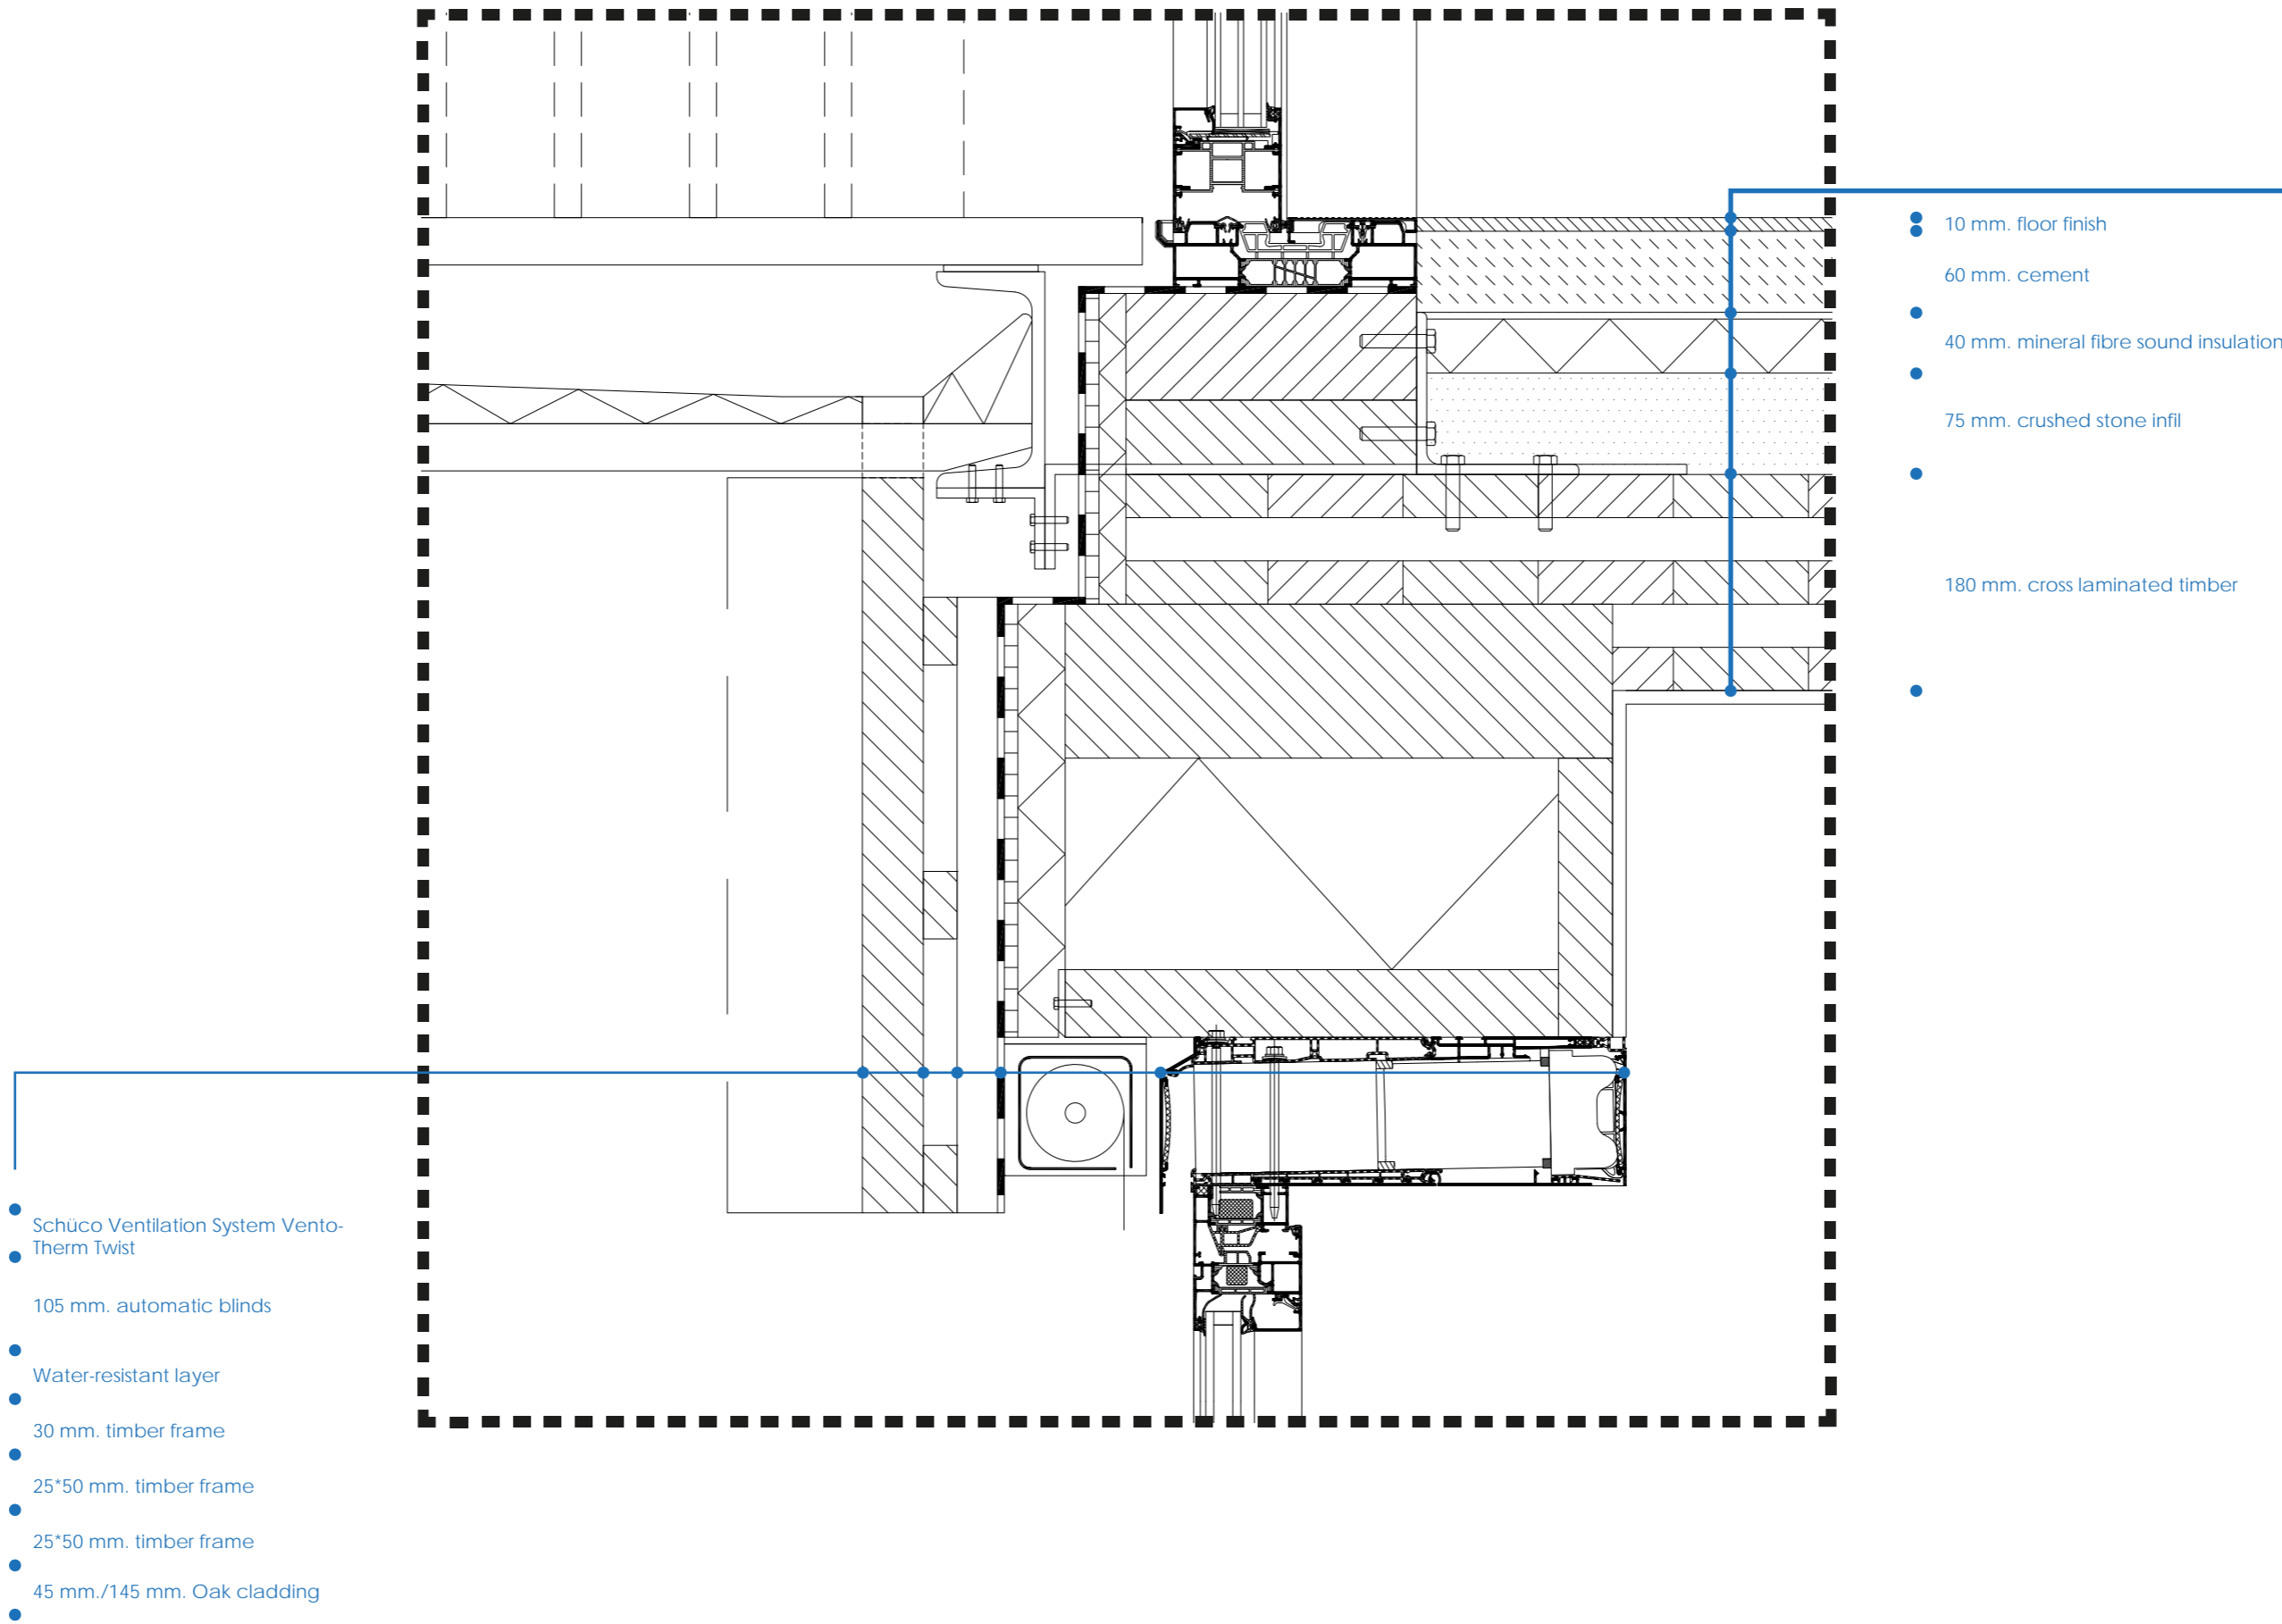 10 mm. floor finish
60 mm. cement
40 mm. mineral fibre sound insulation
75 mm. crushed stone infil
180 mm. cross laminated timber
Schüco Ventilation System Vento-
Therm Twist
105 mm. automatic blinds
Water-resistant layer
30 mm. timber frame
25*50 mm. timber frame
25*50 mm. timber frame
45 mm./145 mm. Oak cladding